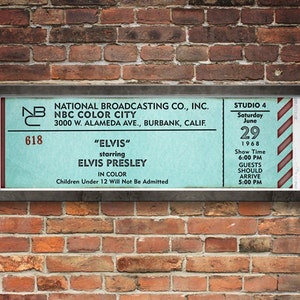 NBC
NATIONAL BROADCASTING CO., INC.
NBC COLOR CITY
3000 W. ALAMEDA AVE., BURBANK, CALIF.
618
"ELVIS"
starring
ELVIS PRESLEY
IN COLOR
Children Under 12 Will Not Be Admitted
STUDIO 4
Saturday
June
29
1968
Show Time
6:00 PM
GUESTS
SHOULD
ARRIVE
5:00 PM